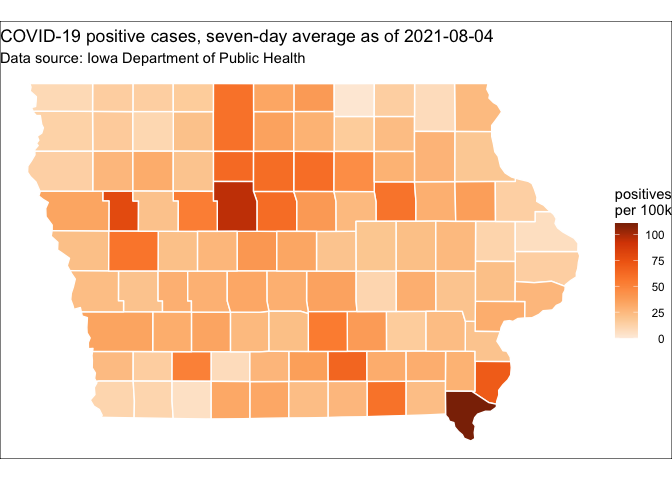 COVID-19 positive cases, seven-day average as of 2021-08-04
Data source: Iowa Department of Public Health
positives
per 100k
100
75
50
25
0